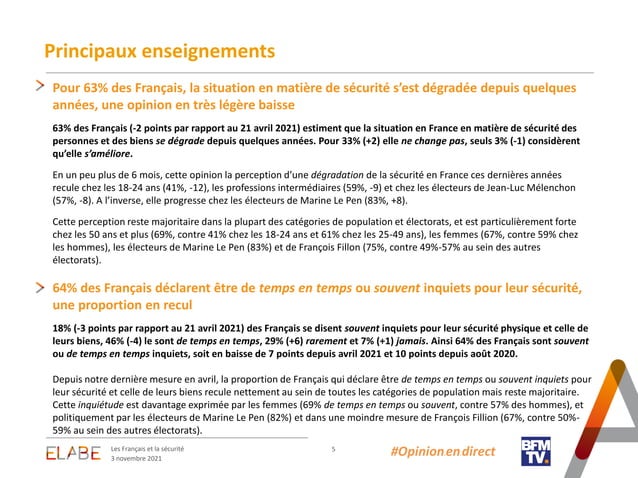 Principaux enseignements
Pour 63% des Français, la situation en matière de sécurité s’est dégradée depuis quelques
années, une opinion en très légère baisse
63% des Français (-2 points par rapport au 21 avril 2021) estiment que la situation en France en matière de sécurité des
personnes et des biens se dégrade depuis quelques années. Pour 33% (+2) elle ne change pas, seuls 3% (-1) considèrent
qu’elle s’améliore.
En un peu plus de 6 mois, cette opinion la perception d’une dégradation de la sécurité en France ces dernières années
recule chez les 18-24 ans (41%, -12), les professions intermédiaires (59%, -9) et chez les électeurs de Jean-Luc Mélenchon
(57%, -8). A l’inverse, elle progresse chez les électeurs de Marine Le Pen (83%, +8).
Cette perception reste majoritaire dans la plupart des catégories de population et électorats, et est particulièrement forte
chez les 50 ans et plus (69%, contre 41% chez les 18-24 ans et 61% chez les 25-49 ans), les femmes (67%, contre 59% chez
les hommes), les électeurs de Marine Le Pen (83%) et de François Fillon (75%, contre 49%-57% au sein des autres
électorats).
64% des Français déclarent être de temps en temps ou souvent inquiets pour leur sécurité,
une proportion en recul
18% (-3 points par rapport au 21 avril 2021) des Français se disent souvent inquiets pour leur sécurité physique et celle de
leurs biens, 46% (-4) le sont de temps en temps, 29% (+6) rarement et 7% (+1) jamais. Ainsi 64% des Français sont souvent
ou de temps en temps inquiets, soit en baisse de 7 points depuis avril 2021 et 10 points depuis août 2020.
Depuis notre dernière mesure en avril, la proportion de Français qui déclare être de temps en temps ou souvent inquiets pour
leur sécurité et celle de leurs biens recule nettement au sein de toutes les catégories de population mais reste majoritaire.
Cette inquiétude est davantage exprimée par les femmes (69% de temps en temps ou souvent, contre 57% des hommes), et
politiquement par les électeurs de Marine Le Pen (82%) et dans une moindre mesure de François Fillion (67%, contre 50%-
59% au sein des autres électorats).
ELABE
Les Français et la sécurité
3 novembre 2021
5
#Opinion en direct
BFM
TV.